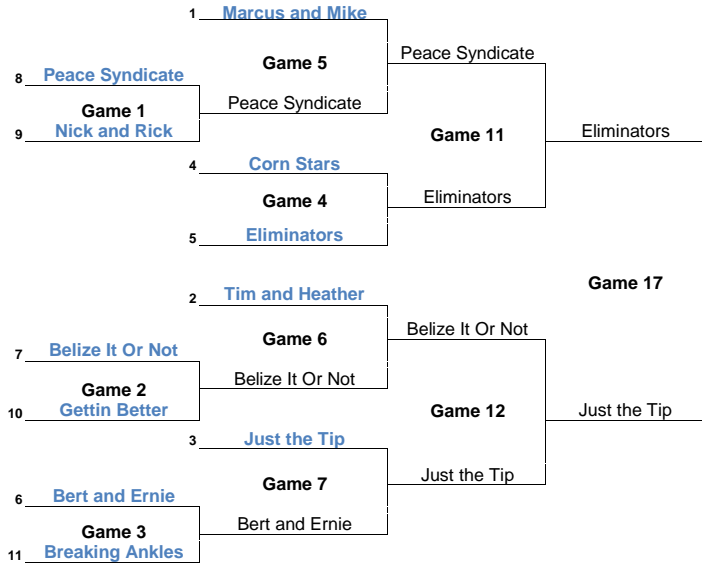 1 Marcus and Mike
Game 5
Peace Syndicate
8 Peace Syndicate
Game 1
Peace Syndicate
9 Nick and Rick
Game 11
Eliminators
4 Corn Stars
Game 4
Eliminators
5 Eliminators
Game 17
2 Tim and Heather
Game 6
Belize It Or Not
7 Belize It Or Not
Game 2
Belize It Or Not
10 Gettin Better
Game 12
Just the Tip
3 Just the Tip
Game 7
Just the Tip
6 Bert and Ernie
Game 3
Bert and Ernie
11 Breaking Ankles